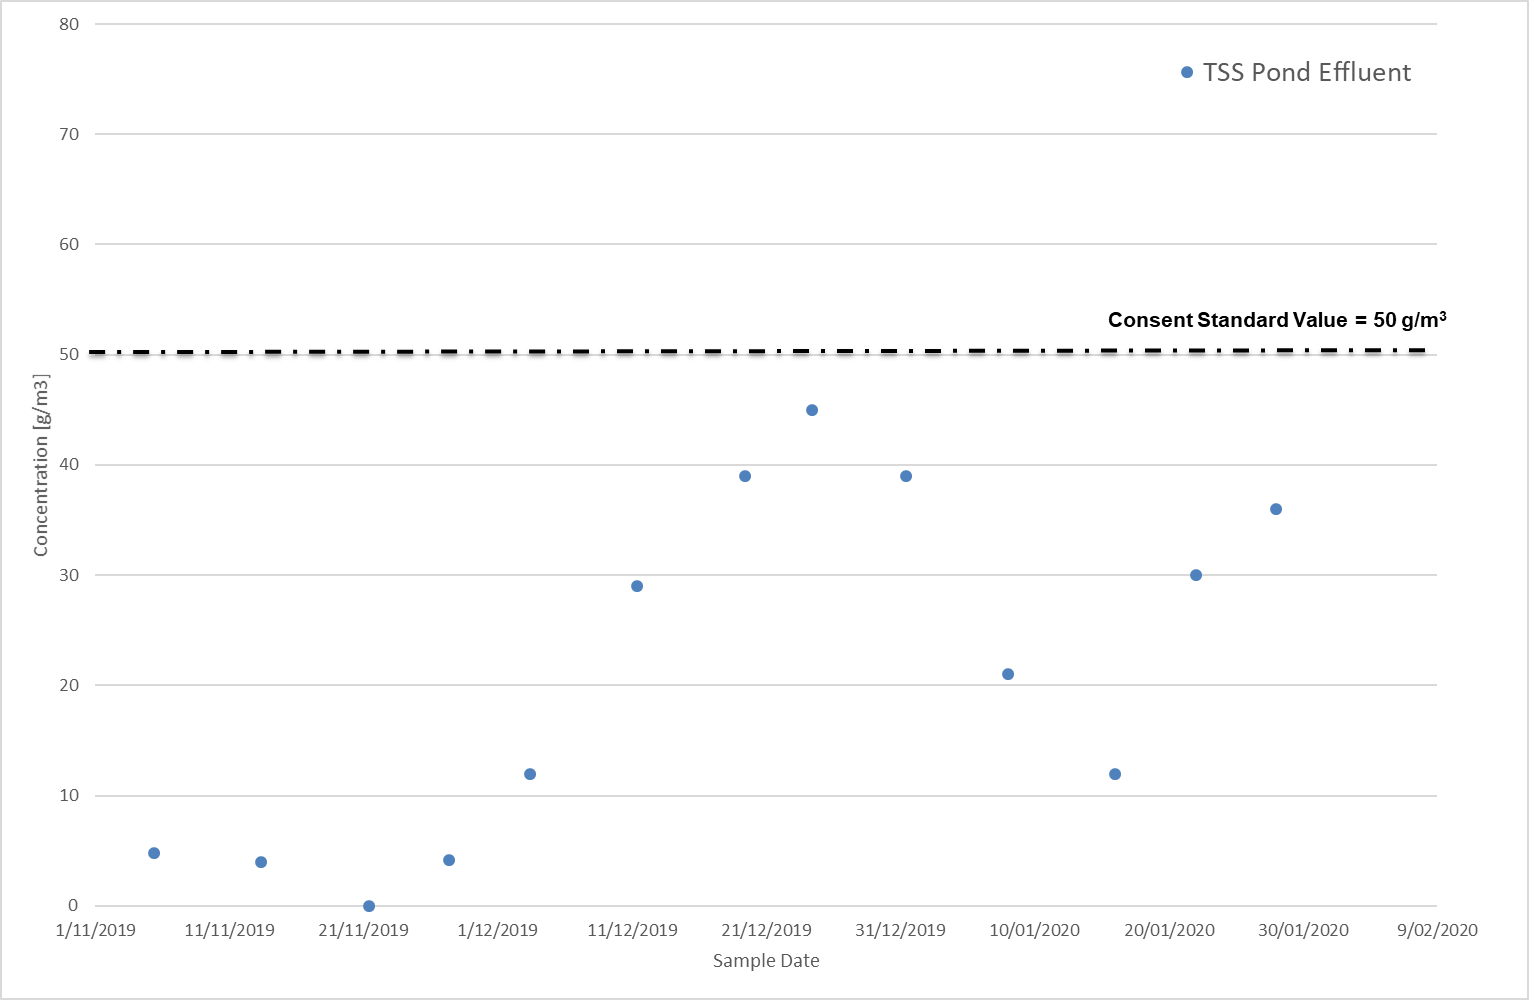 80
TSS Pond Effluent
70
60
Consent Standard Value = 50 g/m³
50
40
30
20
10
0
Concentration [g/m3]
1/11/2019 11/11/2019 21/11/2019 1/12/2019 11/12/2019 21/12/2019 31/12/2019 10/01/2020 20/01/2020 30/01/2020 9/02/2020
Sample Date